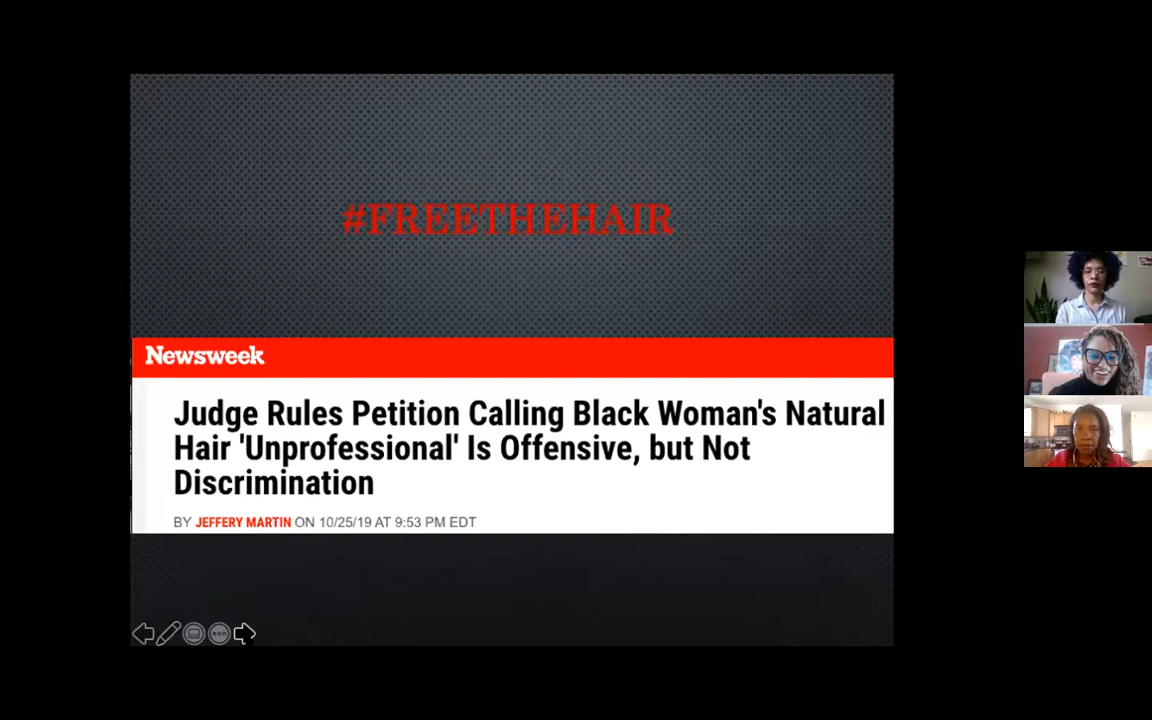 #FREETHEHAIR
Newsweek
Judge Rules Petition Calling Black Woman's Natural
Hair 'Unprofessional' Is Offensive, but Not
Discrimination
BY JEFFERY MARTIN ON 10/25/19 AT 9:53 PM EDT